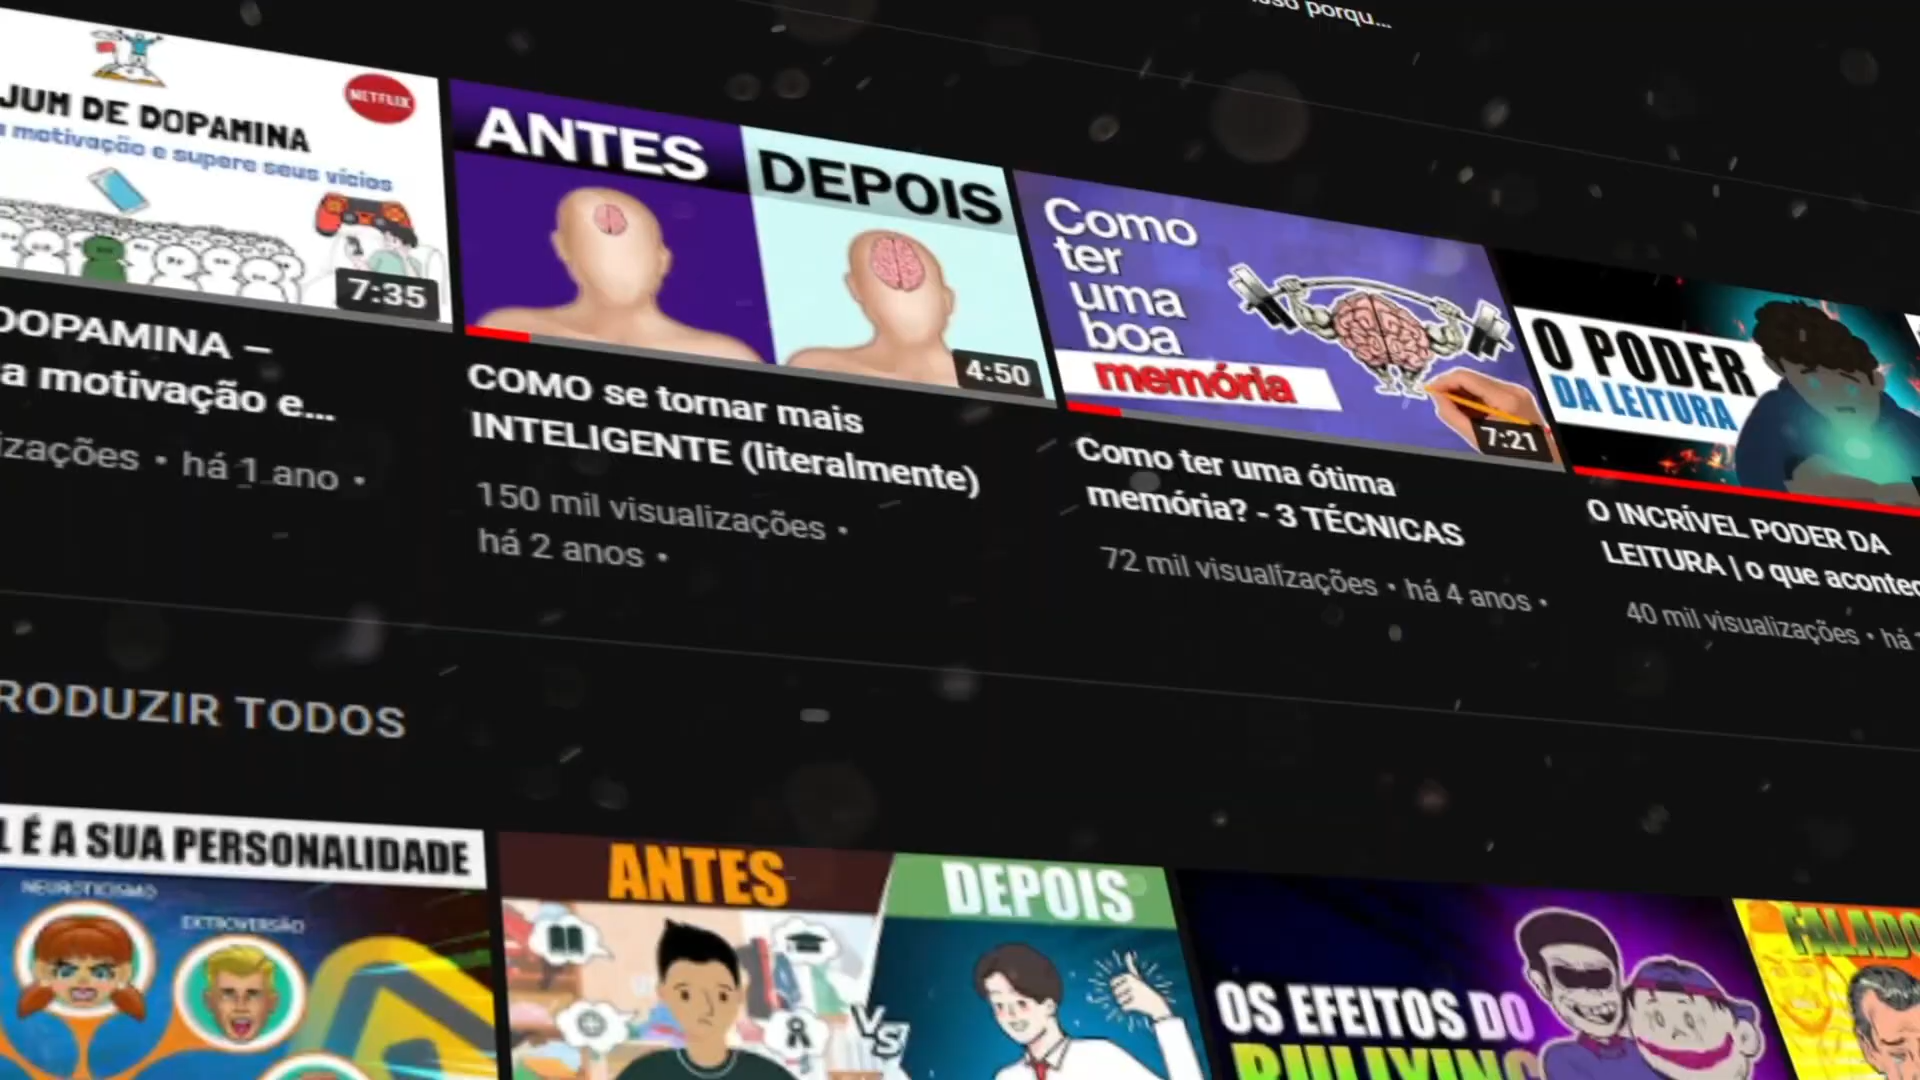 porqu...
JUM DE DOPAMINA
motivação e supere seus vícios
NETFLIX
7:35
DOPAMINA –
a motivação e...
izações • há 1 ano •
ANTES
DEPOIS
4:50
COMO se tornar mais
INTELIGENTE (literalmente)
150 mil visualizações •
há 2 anos •
Como
ter
uma
boa
memória
7:21
Como ter uma ótima
memória? - 3 TÉCNICAS
72 mil visualizações • há 4 anos •
O PODER
DA LEITURA
O INCRÍVEL PODER DA
LEITURA | o que acontec
40 mil visualizações • há
RODUZIR TODOS
L É A SUA PERSONALIDADE
NEUROTICISMO
EXTROVERSÃO
ANTES
DEPOIS
VS
OS EFEITOS DO
BULLYING
FALADO